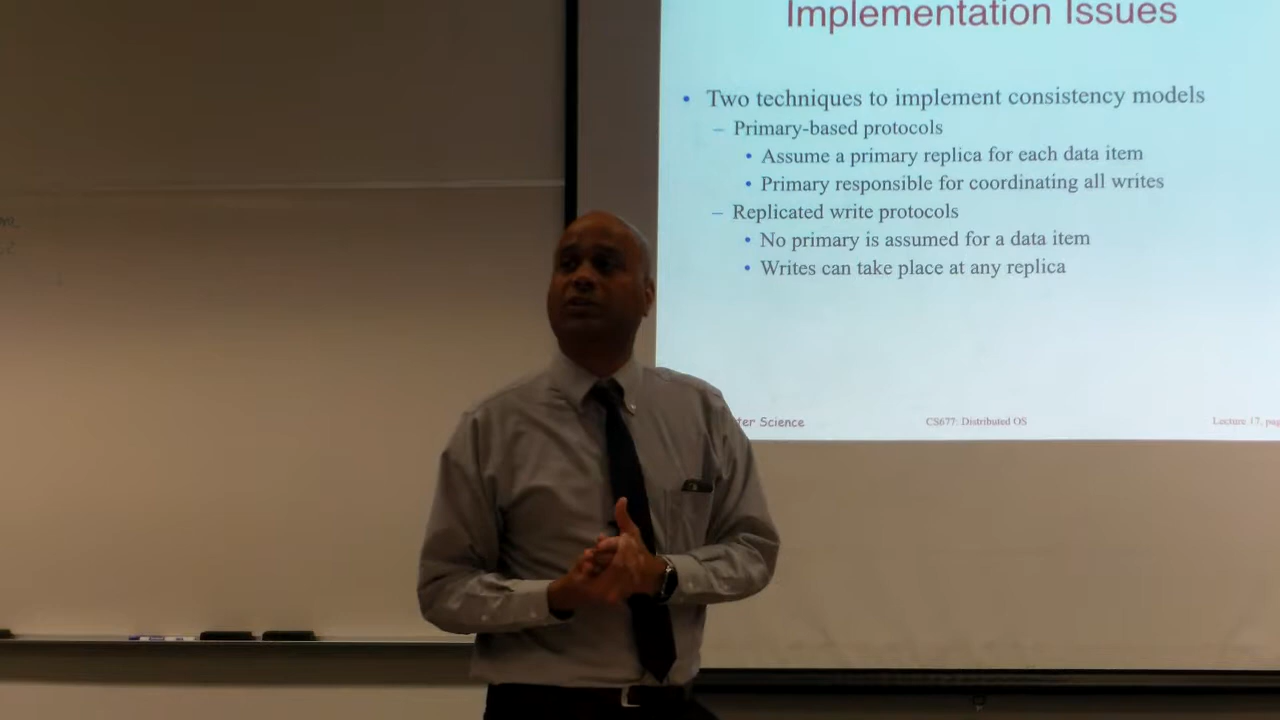 Implementation Issues
• Two techniques to implement consistency models
– Primary-based protocols
• Assume a primary replica for each data item
• Primary responsible for coordinating all writes
– Replicated write protocols
• No primary is assumed for a data item
• Writes can take place at any replica
Science CS677: Distributed OS Lecture 17,